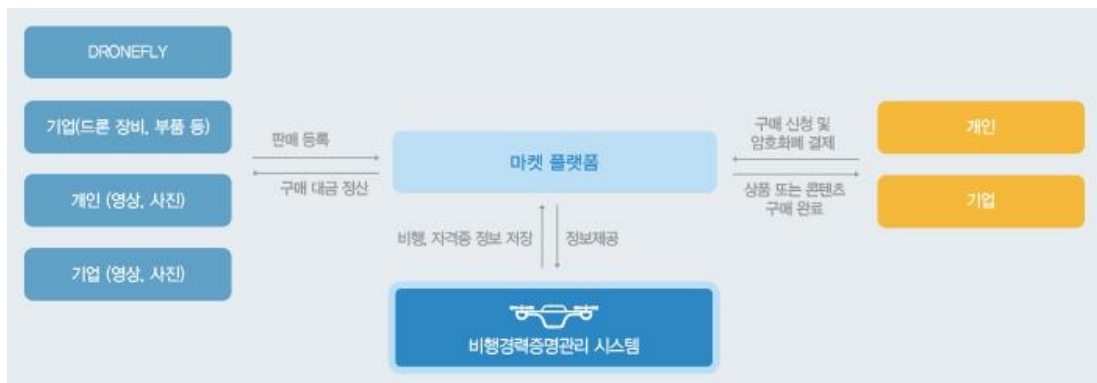 DRONEFLY
기업(드론 장비, 부품 등)
개인 (영상, 사진)
기업 (영상, 사진)
판매 등록
구매 대금 정산
마켓 플랫폼
구매 신청 및
암호화폐 결제
상품 또는 콘텐츠
구매 완료
개인
기업
비행, 자격증 정보 저장
정보제공
비행경력증명관리 시스템